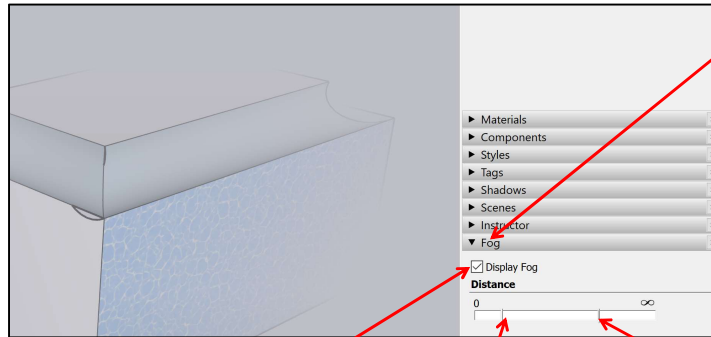 ▶ Materials
▶ Components
▶ Styles
▶ Tags
▶ Shadows
▶ Scenes
▶ Instructor
▼ Fog
Display Fog
Distance
0 ∞